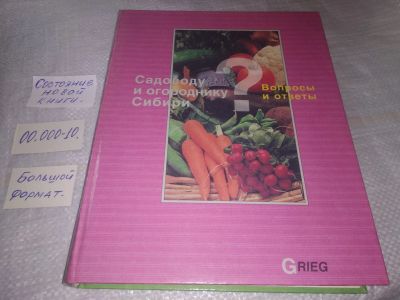 Состояние
новой
книги.
00.000-10.
Большой
формат.
Садоводу
и огороднику
Сибири
?
Вопросы
и ответы
GRIEG